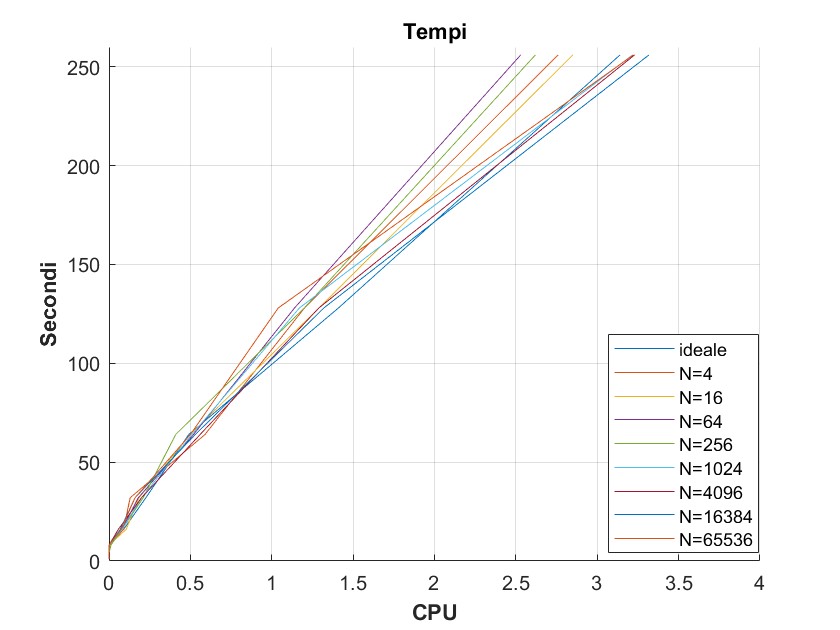 Tempi
250
200
150
100
50
0
Secondi
0 0.5 1 1.5 2 2.5 3 3.5 4
CPU
ideale
N=4
N=16
N=64
N=256
N=1024
N=4096
N=16384
N=65536